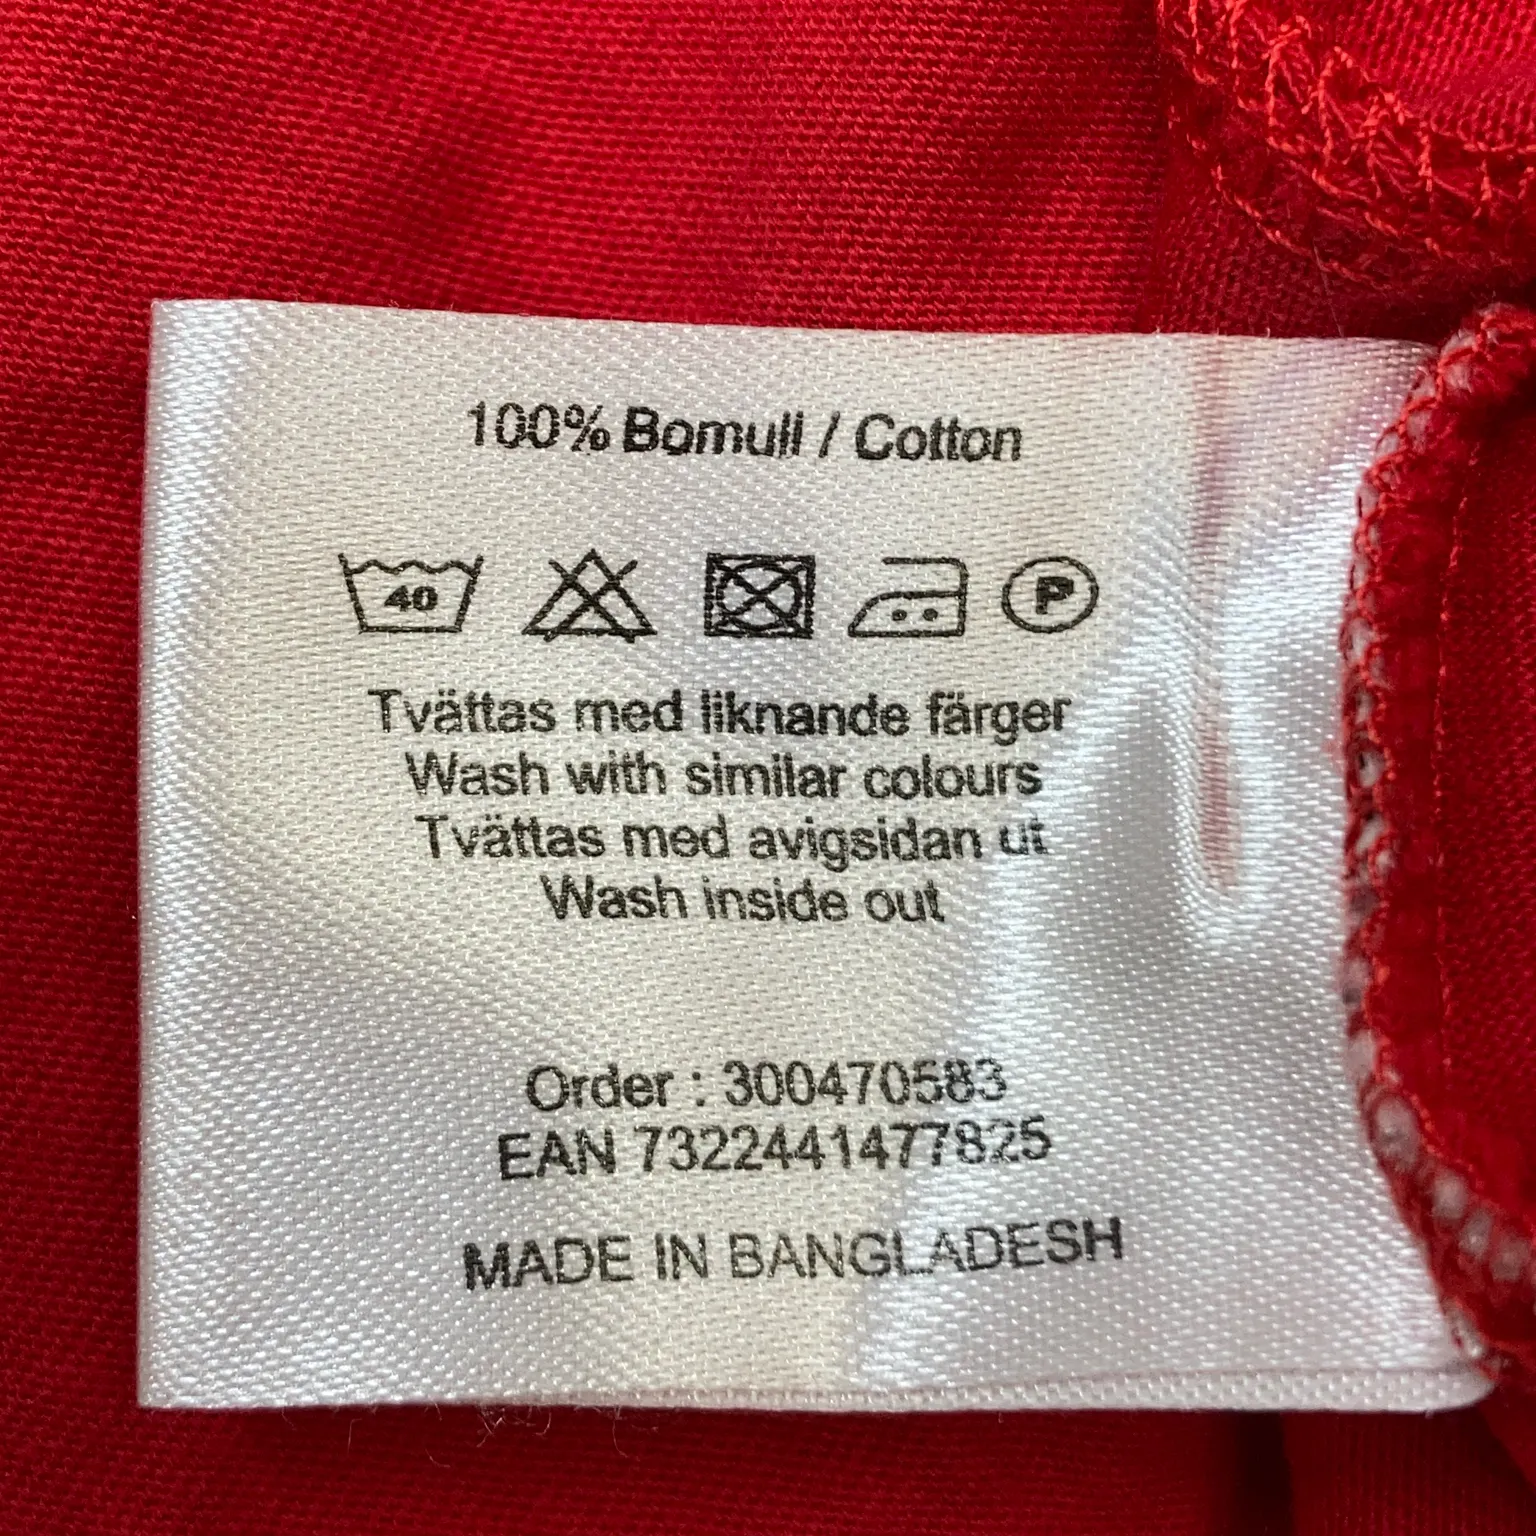 100% Bomull / Cotton
40 P
Tvättas med liknande färger
Wash with similar colours
Tvättas med avigsidan ut
Wash inside out
Order : 300470583
EAN 7322441477825
MADE IN BANGLADESH